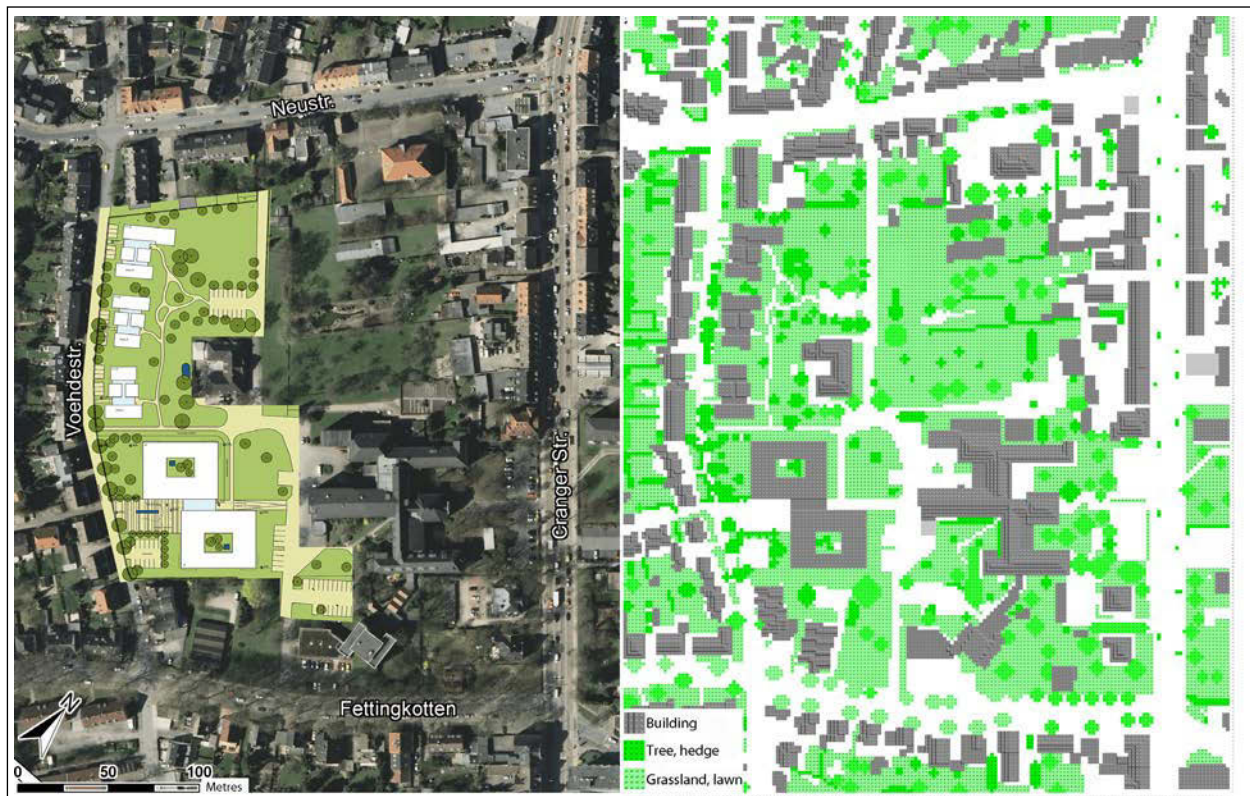 Neustr.
Voehdestr.
Cranger Str.
Fettingkotten
N
0 50 100
Metres
Building
Tree, hedge
Grassland, lawn